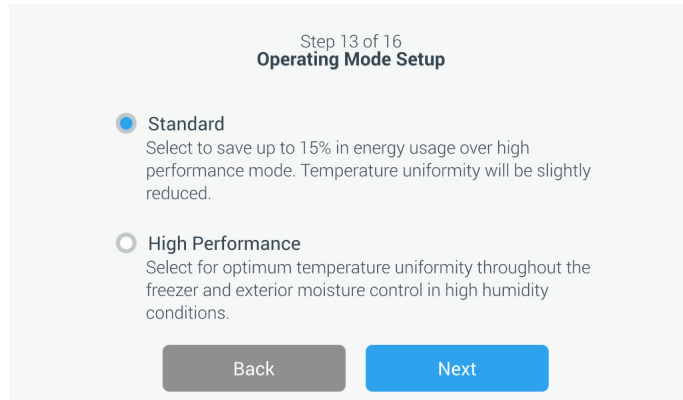 Step 13 of 16
Operating Mode Setup
Standard
Select to save up to 15% in energy usage over high
performance mode. Temperature uniformity will be slightly
reduced.
High Performance
Select for optimum temperature uniformity throughout the
freezer and exterior moisture control in high humidity
conditions.
Back
Next